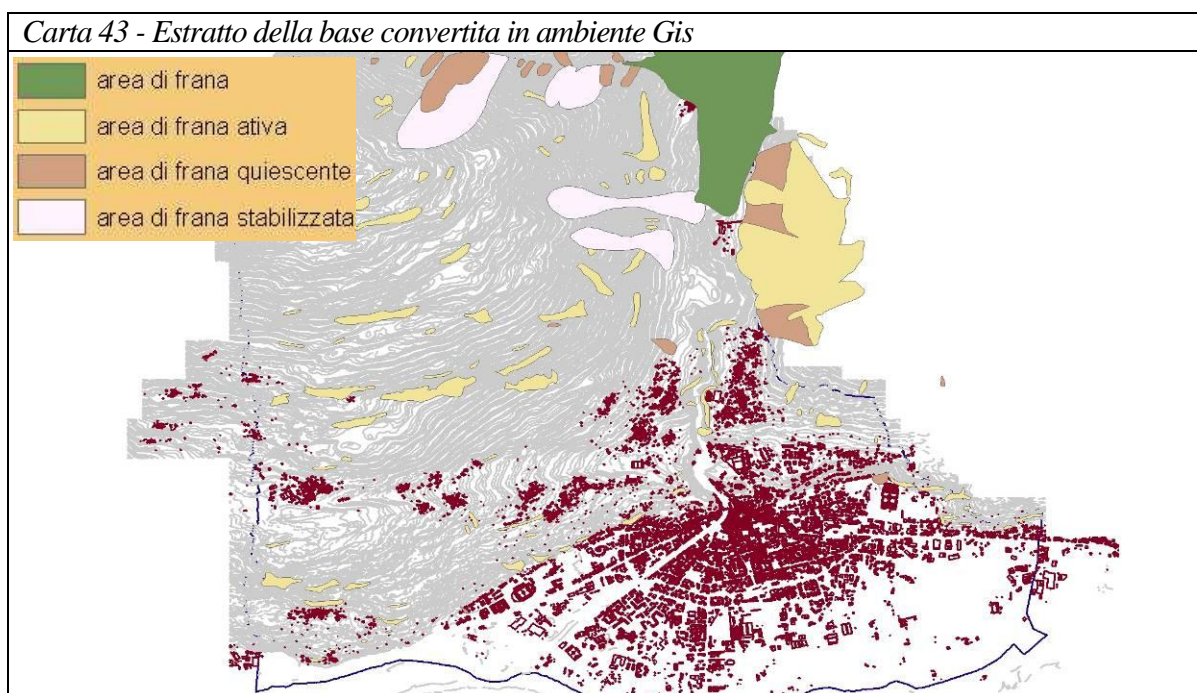 Carta 43 - Estratto della base convertita in ambiente Gis
area di frana
area di frana ativa
area di frana quiescente
area di frana stabilizzata